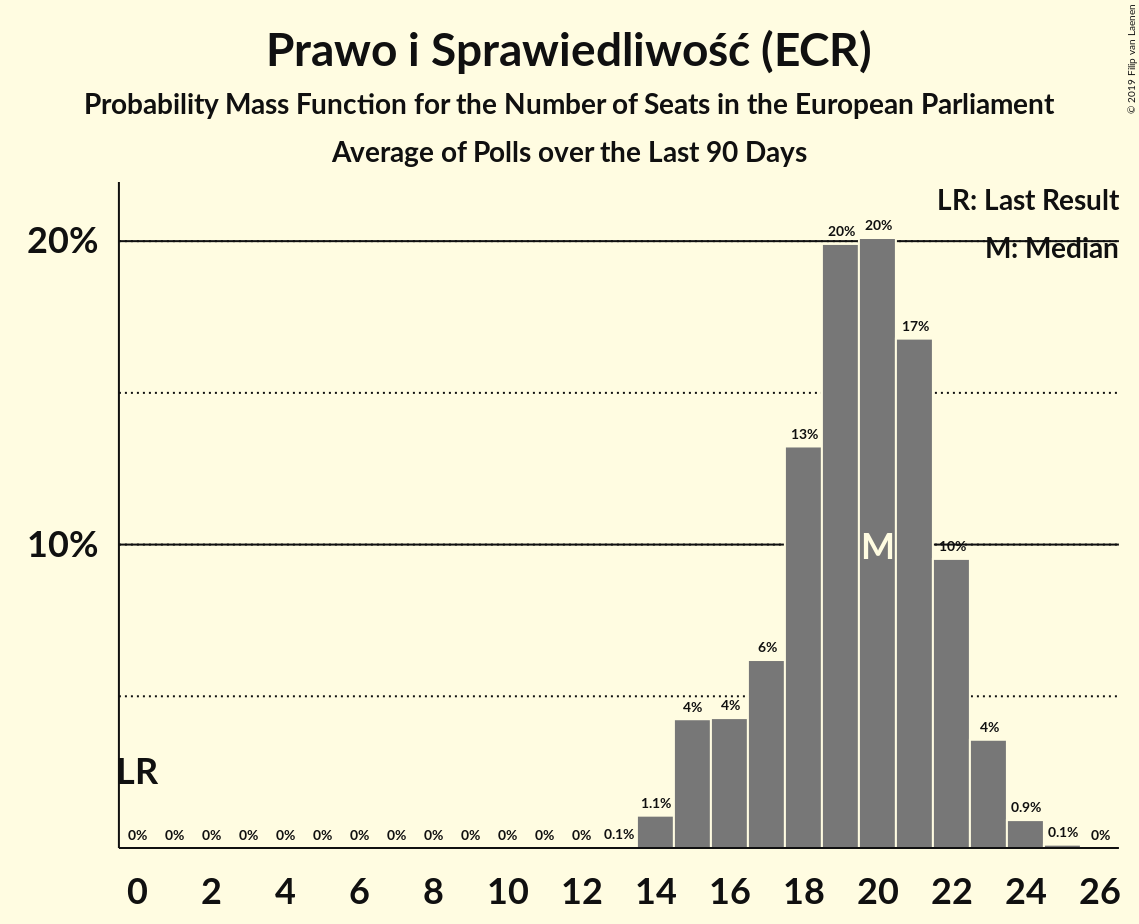 Prawo i Sprawiedliwość (ECR)
Probability Mass Function for the Number of Seats in the European Parliament
Average of Polls over the Last 90 Days
© 2019 Filip van Laenen
LR: Last Result
M: Median
20%
10%
20%
20%
17%
13%
10%
M
6%
4%
4%
4%
LR
1.1%
0.9%
0% 0% 0% 0% 0% 0% 0% 0% 0% 0% 0% 0% 0% 0.1% 0.1% 0%
0 2 4 6 8 10 12 14 16 18 20 22 24 26